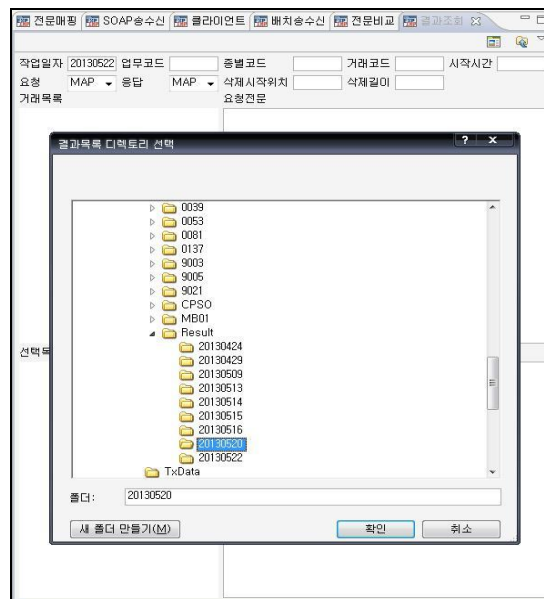 전문매핑 SOAP송수신 클라이언트 배치송수신 전문비교 결과조회
작업일자 20130522 업무코드 종별코드 거래코드 시작시간
요청 MAP 응답 MAP 삭제시작위치 삭제길이
거래목록 요청전문
결과목록 디렉토리 선택
0039
0053
0081
0137
9003
9005
9021
CPSO
MB01
Result
20130424
20130429
20130509
20130513
20130514
20130515
20130516
20130520
20130522
TxData
선택목
폴더: 20130520
새 폴더 만들기(M) 확인 취소